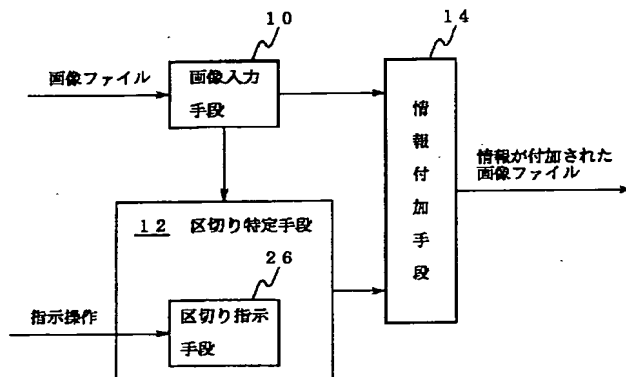 １０
１４
画像ファイル
画像入力
手段
情報付加手段
情報が付加された
画像ファイル
１２ 区切り特定手段
２６
指示操作
区切り指示
手段